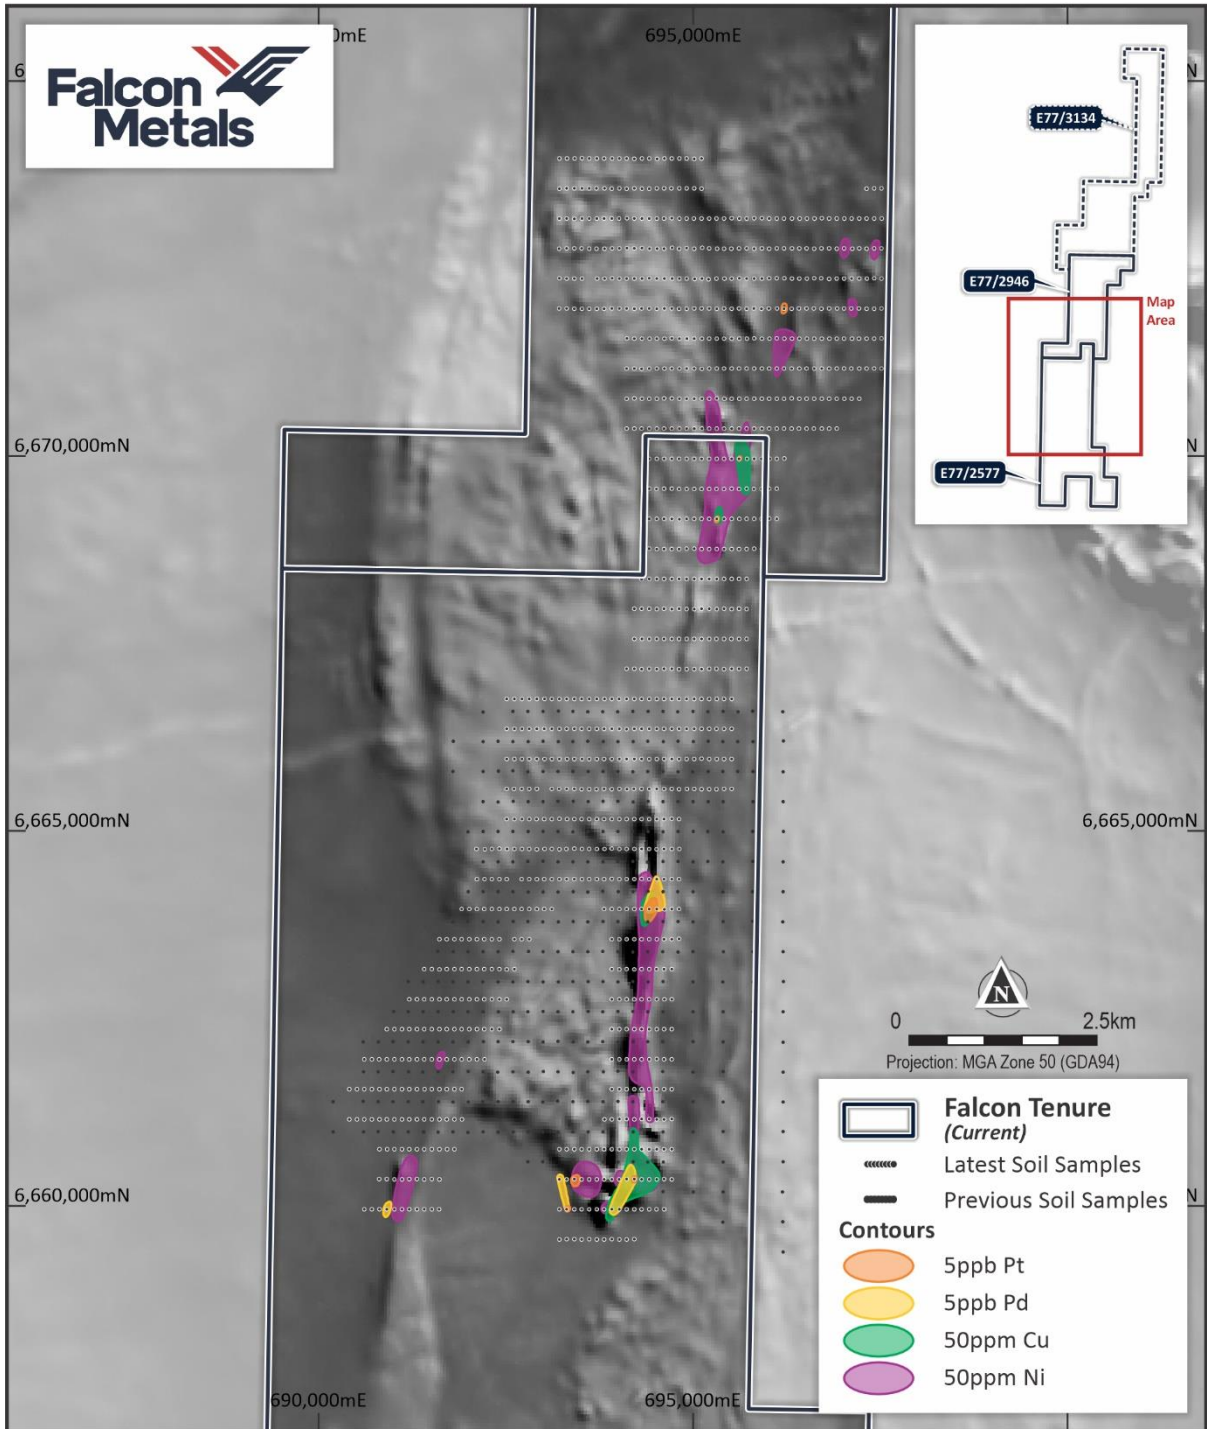 0mE
695,000mE
Falcon
Metals
6
N
E77/3134
E77/2946
Map
Area
E77/2577
6,670,000mN
N
6,665,000mN
6,665,000mN
N
0
2.5km
Projection: MGA Zone 50 (GDA94)
Falcon Tenure
(Current)
Latest Soil Samples
Previous Soil Samples
Contours
5ppb Pt
5ppb Pd
50ppm Cu
50ppm Ni
6,660,000mN
N
690,000mE
695,000mE